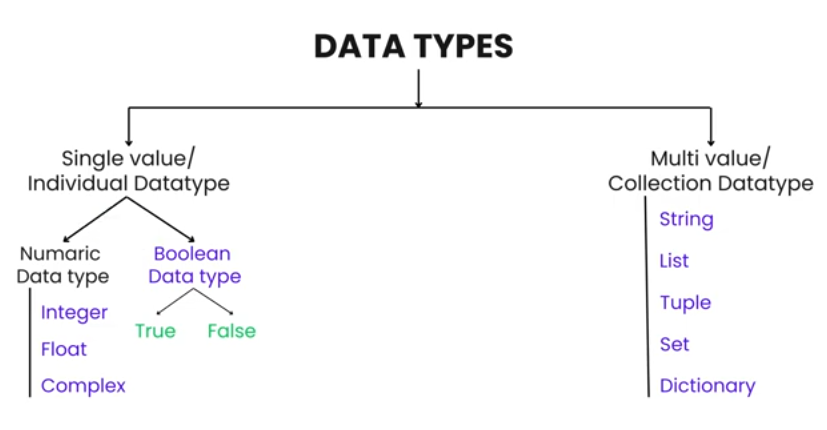 DATA TYPES
Single value/
Individual Datatype
Numaric
Data type
Integer
Float
Complex
Boolean
Data type
True
False
Multi value/
Collection Datatype
String
List
Tuple
Set
Dictionary